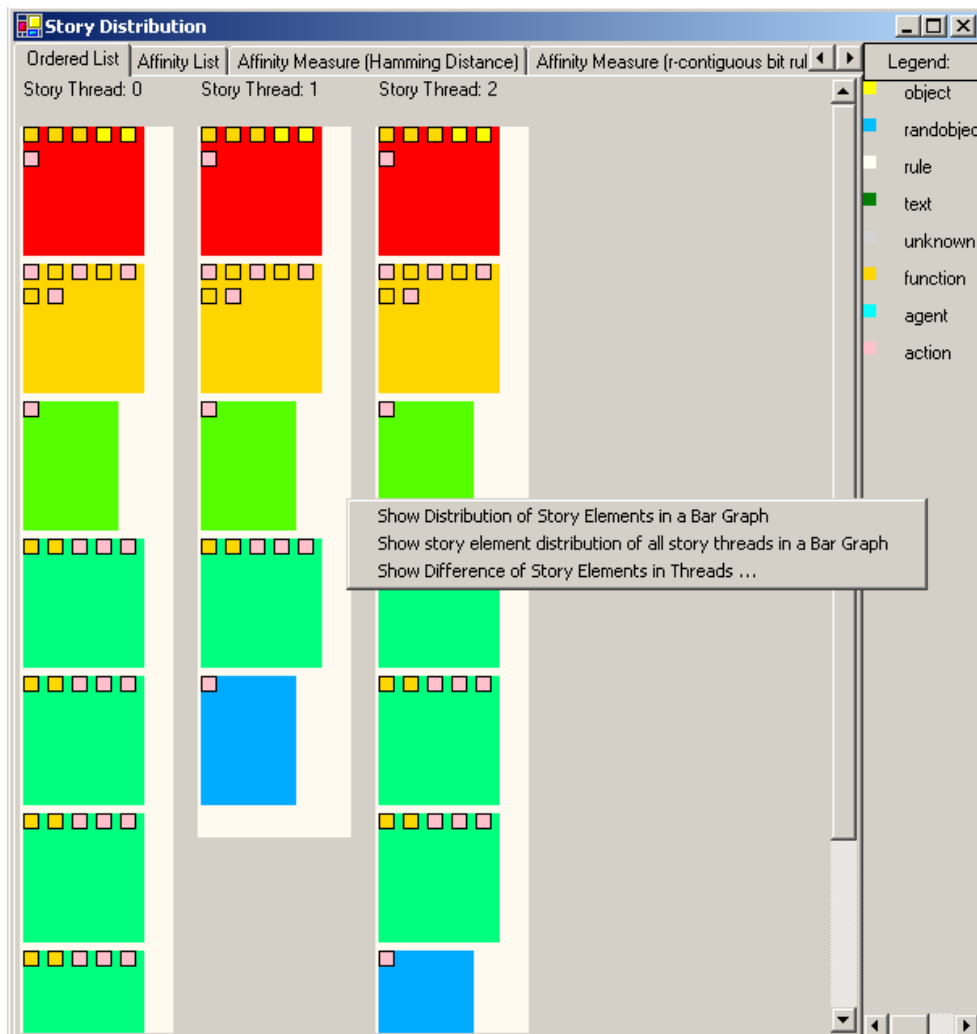 Story Distribution
Ordered List
Affinity List
Affinity Measure (Hamming Distance)
Affinity Measure (r-contiguous bit rul
Legend:
Story Thread: 0
Story Thread: 1
Story Thread: 2
object
randobjec
rule
text
unknown
function
agent
action
Show Distribution of Story Elements in a Bar Graph
Show story element distribution of all story threads in a Bar Graph
Show Difference of Story Elements in Threads ...